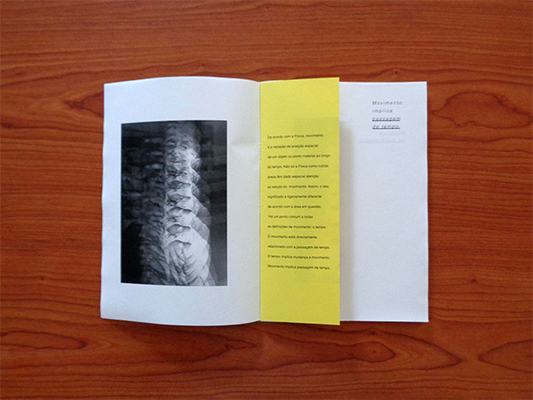 De acordo com a Física, movimento
é a variação de posição espacial
de um objeto ou ponto material ao longo
do tempo. Não só a Física como outras
áreas têm dado especial atenção
ao estudo do movimento. Assim, o seu
significado é ligeiramente diferente
de acordo com a área em questão.
Há um ponto comum a todas
as definições de movimento: o tempo.
O movimento está directamente
relacionado com a passagem de tempo.
O tempo implica mudança e movimento.
Movimento implica passagem de tempo.
Movimento
implica
passagem
de tempo.